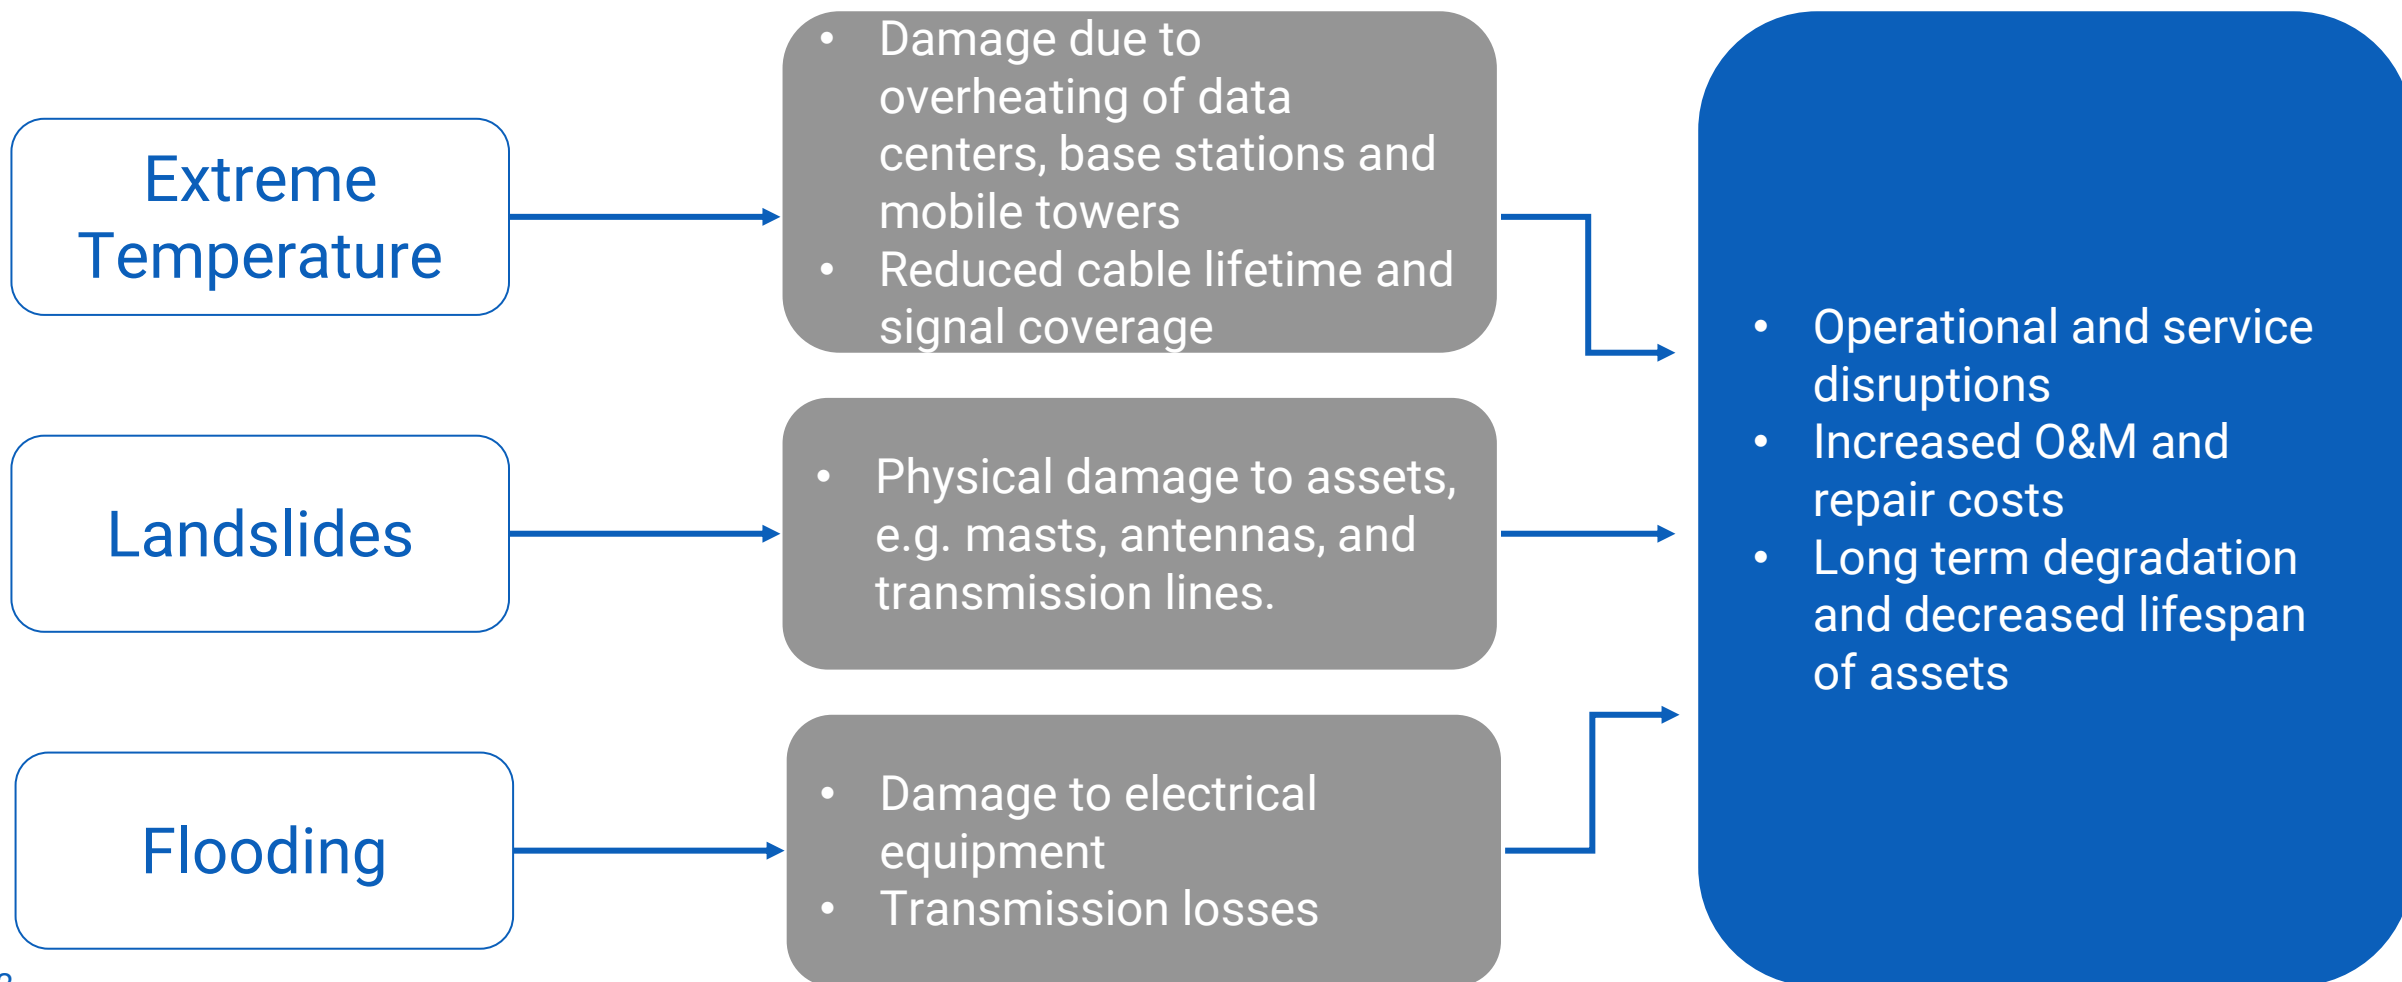 Extreme
Temperature
• Damage due to
overheating of data
centers, base stations and
mobile towers
• Reduced cable lifetime and
signal coverage
Landslides
• Physical damage to assets,
e.g. masts, antennas, and
transmission lines.
Flooding
• Damage to electrical
equipment
• Transmission losses
• Operational and service
disruptions
• Increased O&M and
repair costs
• Long term degradation
and decreased lifespan
of assets